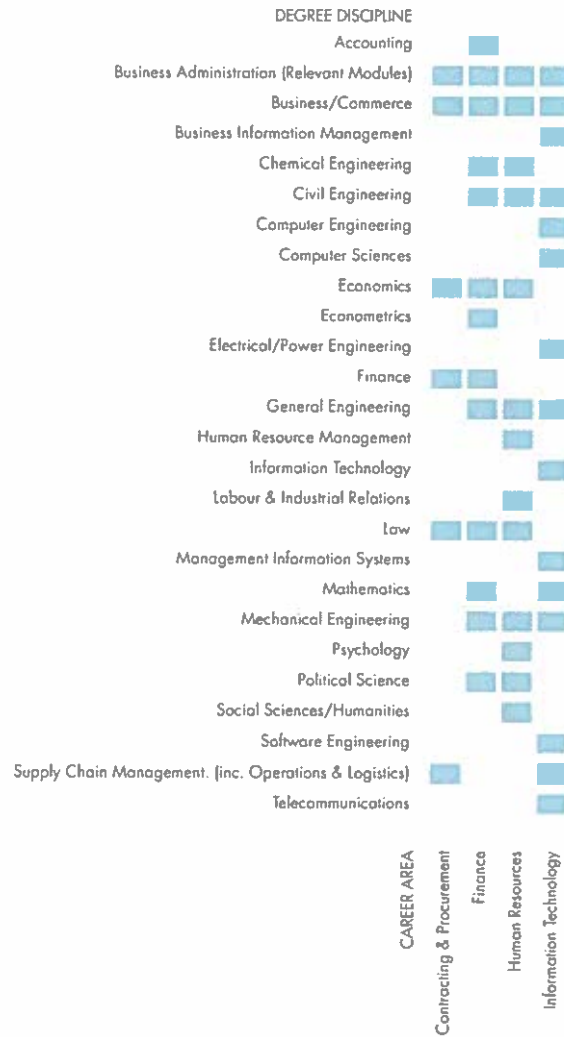 DEGREE DISCIPLINE
Accounting
Business Administration (Relevant Modules)
Business/Commerce
Business Information Management
Chemical Engineering
Civil Engineering
Computer Engineering
Computer Sciences
Economics
Econometrics
Electrical/Power Engineering
Finance
General Engineering
Human Resource Management
Information Technology
Labour & Industrial Relations
Law
Management Information Systems
Mathematics
Mechanical Engineering
Psychology
Political Science
Social Sciences/Humanities
Software Engineering
Supply Chain Management. (inc. Operations & Logistics)
Telecommunications
CAREER AREA
Contracting & Procurement
Finance
Human Resources
Information Technology